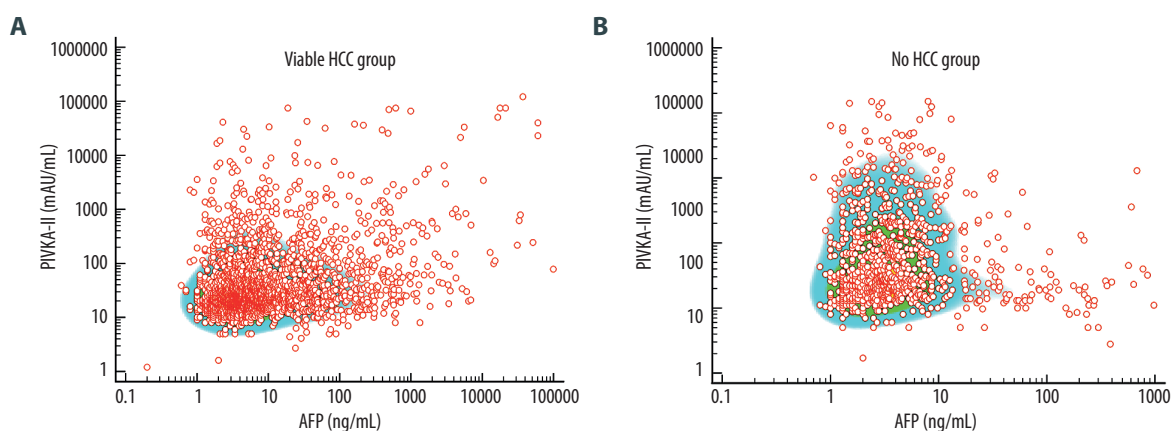 A
Viable HCC group
PIVKA-II (mAU/mL)
1000000
100000
10000
1000
100
10
1
0.1 1 10 100 1000 10000 100000
AFP (ng/mL)
B
No HCC group
PIVKA-II (mAU/mL)
1000000
100000
10000
1000
100
10
1
0.1 1 10 100 1000
AFP (ng/mL)